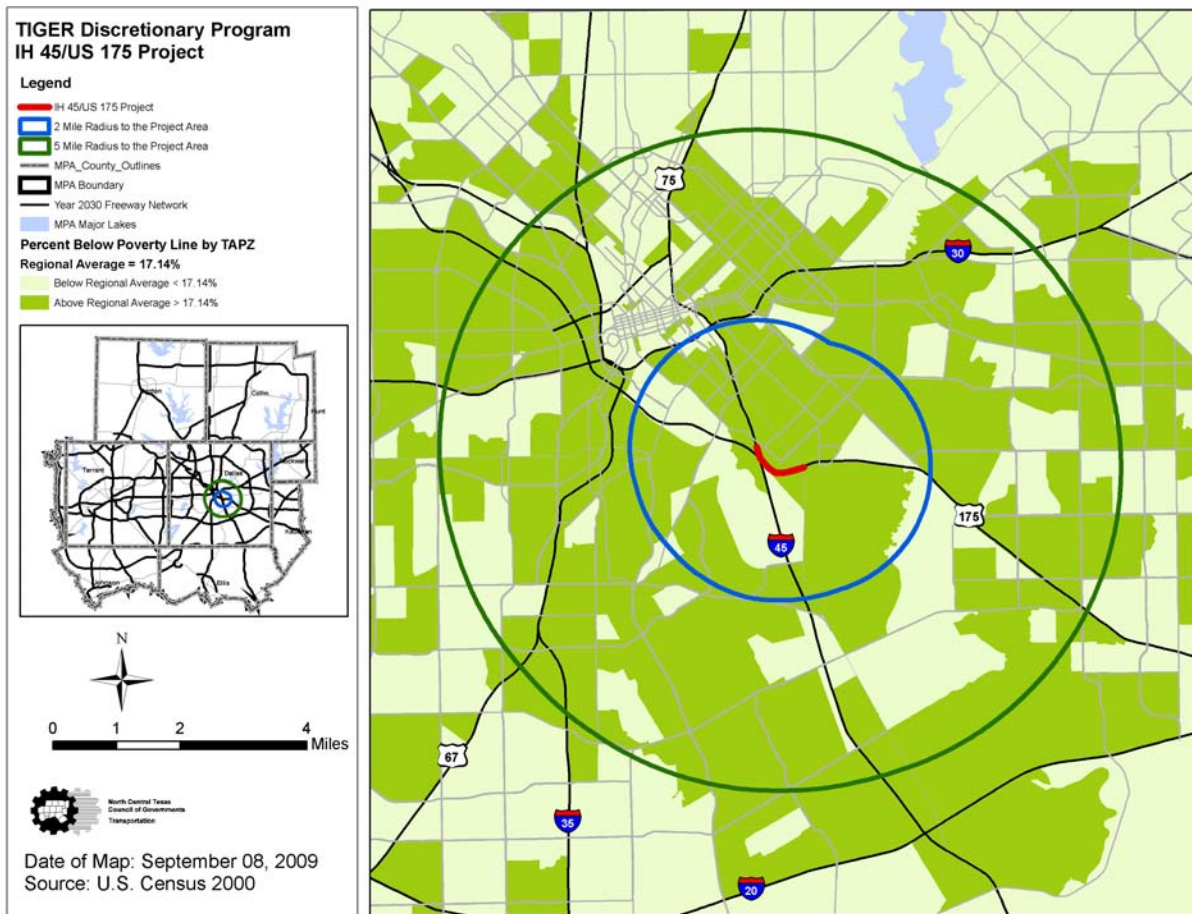 TIGER Discretionary Program
IH 45/US 175 Project
Legend
IH 45/US 175 Project
2 Mile Radius to the Project Area
5 Mile Radius to the Project Area
MPA_County_Outlines
MPA Boundary
Year 2030 Freeway Network
MPA Major Lakes
Percent Below Poverty Line by TAPZ
Regional Average = 17.14%
Below Regional Average < 17.14%
Above Regional Average > 17.14%
Collin
Hunt
Tarrant
Dallas
Johnson
Ellis
N
0 1 2 4
Miles
North Central Texas
Council of Governments
Transportation
Date of Map: September 08, 2009
Source: U.S. Census 2000
75
30
175
45
67
35
20